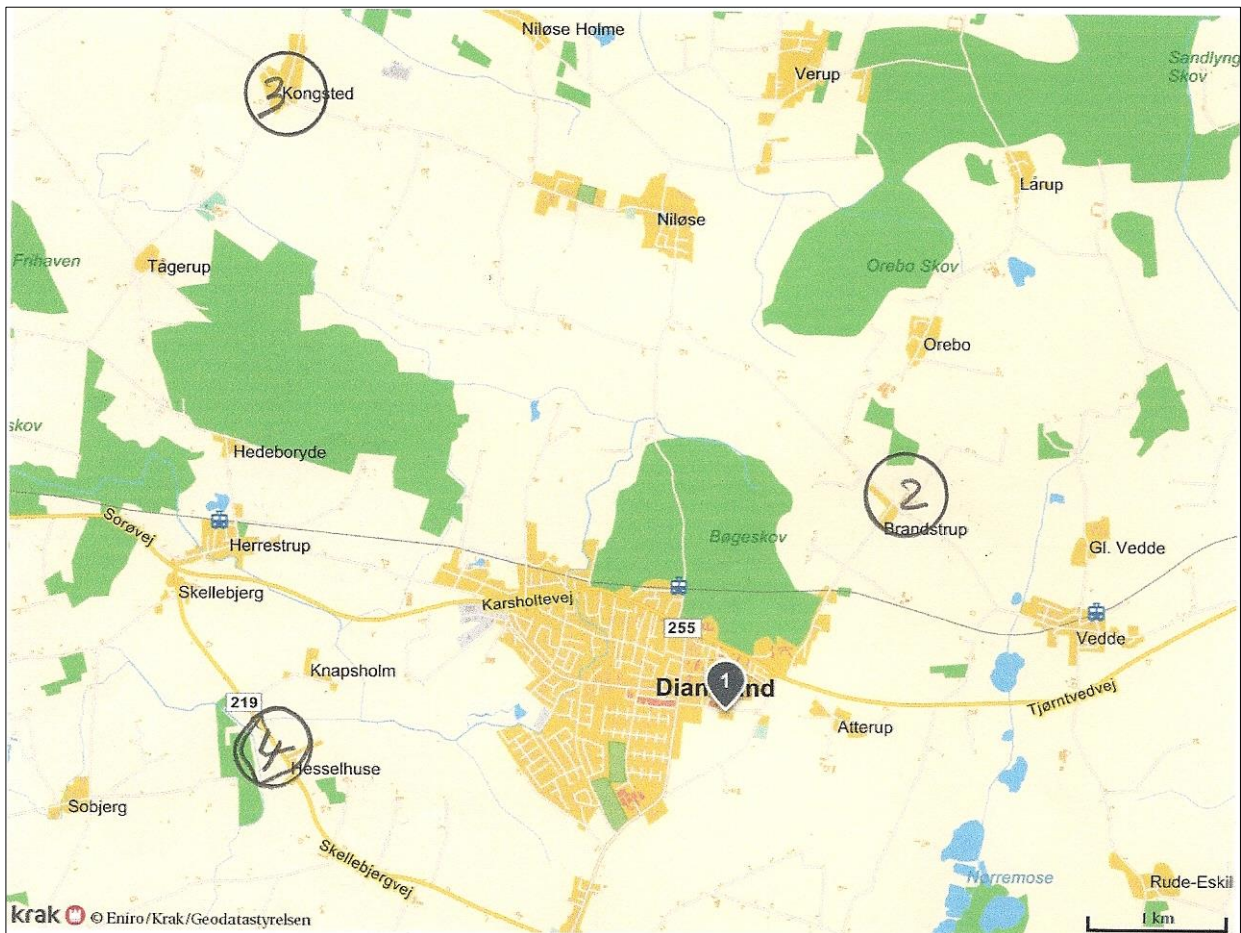 Niløse Holme
Verup
Sandlyng
Skov
3
Kongsted
Lårup
Niløse
Frihaven
Tågerup
Orebo Skov
Orebo
skov
Hedeboryde
2
Brandstrup
Sorøvej
Herrestrup
Bøgeskov
Gl. Vedde
Skellebjerg
Karsholtevej
255
Vedde
Knapsholm
1
219
Tjørntvedvej
Atterup
4
Hesselhuse
Sobjerg
Skellebjergvej
Nørremose
Rude-Eskil
krak © Eniro/Krak/Geodatastyrelsen
1 km